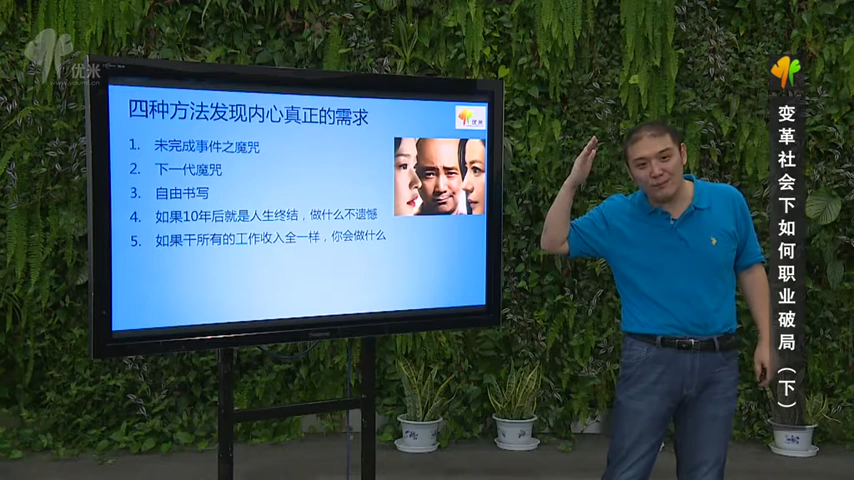 优米
四种方法发现内心真正的需求
优米
1. 未完成事件之魔咒
2. 下一代魔咒
3. 自由书写
4. 如果10年后就是人生终结，做什么不遗憾
5. 如果干所有的工作收入全一样，你会做什么
变革社会下如何职业破局（下）